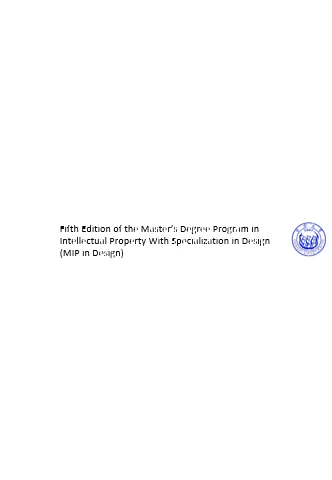 Fifth Edition of the Master's Degree Program in
Intellectual Property With Specialization in Design
(MIP in Design)